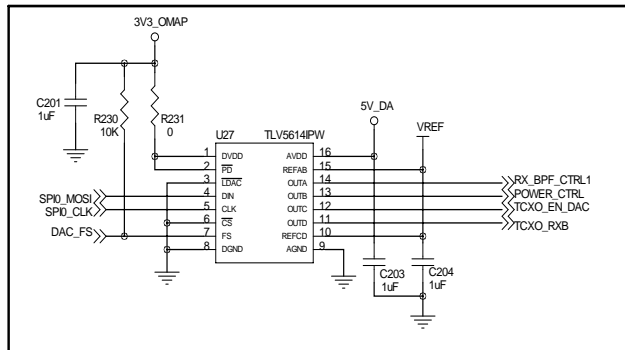 3V3_OMAP
C201
1uF
R230
10K
R231
0
U27
TLV5614IPW
5V_DA
VREF
1
DVDD
AVDD
16
2
PD
REFAB
15
3
LDAC
OUTA
14
RX_BPF_CTRL1
SPI0_MOSI
4
DIN
OUTB
13
POWER_CTRL
SPI0_CLK
5
CLK
OUTC
12
TCXO_EN_DAC
6
CS
OUTD
11
TCXO_RXB
DAC_FS
7
FS
REFCD
10
8
DGND
AGND
9
C203
1uF
C204
1uF